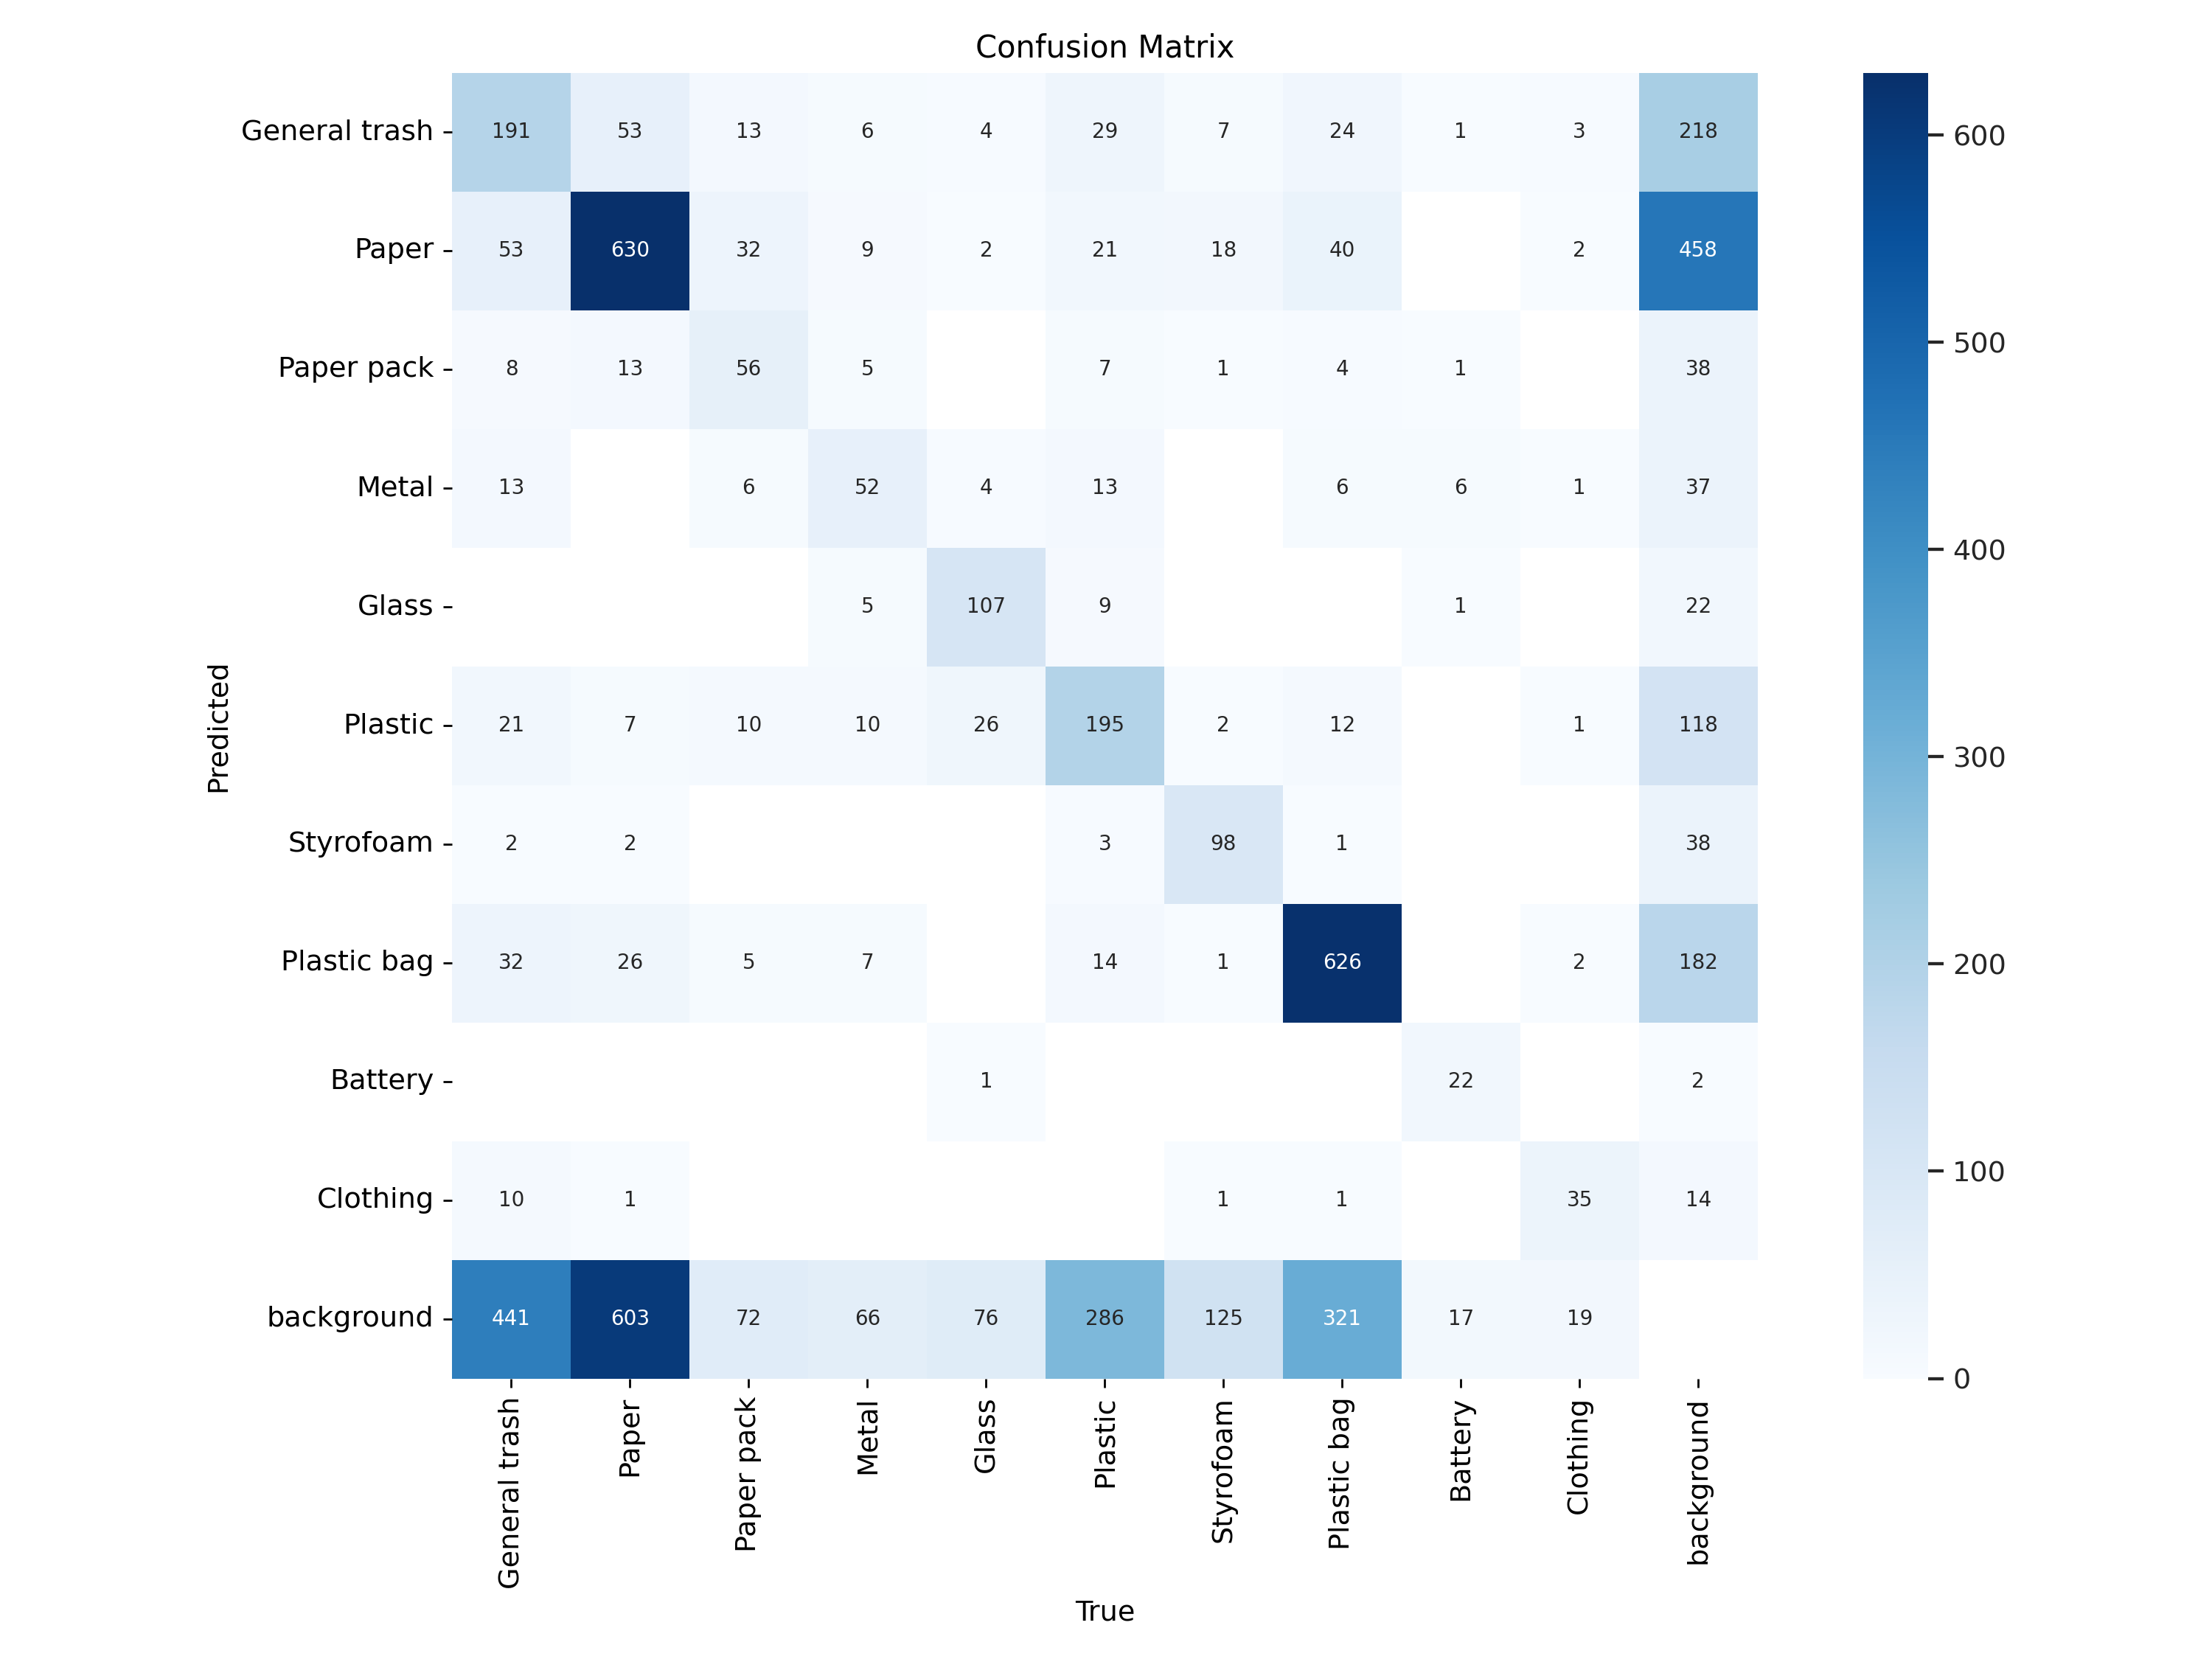 Confusion Matrix
General trash 191 53 13 6 4 29 7 24 1 3 218
Paper 53 630 32 9 2 21 18 40 2 458
Paper pack 8 13 56 5 7 1 4 1 38
Metal 13 6 52 4 13 6 6 1 37
Glass 5 107 9 1 22
Plastic 21 7 10 10 26 195 2 12 1 118
Styrofoam 2 2 3 98 1 38
Plastic bag 32 26 5 7 14 1 626 2 182
Battery 1 22 2
Clothing 10 1 1 1 35 14
background 441 603 72 66 76 286 125 321 17 19
Predicted
General trash Paper Paper pack Metal Glass Plastic Styrofoam Plastic bag Battery Clothing background
True
600
500
400
300
200
100
0